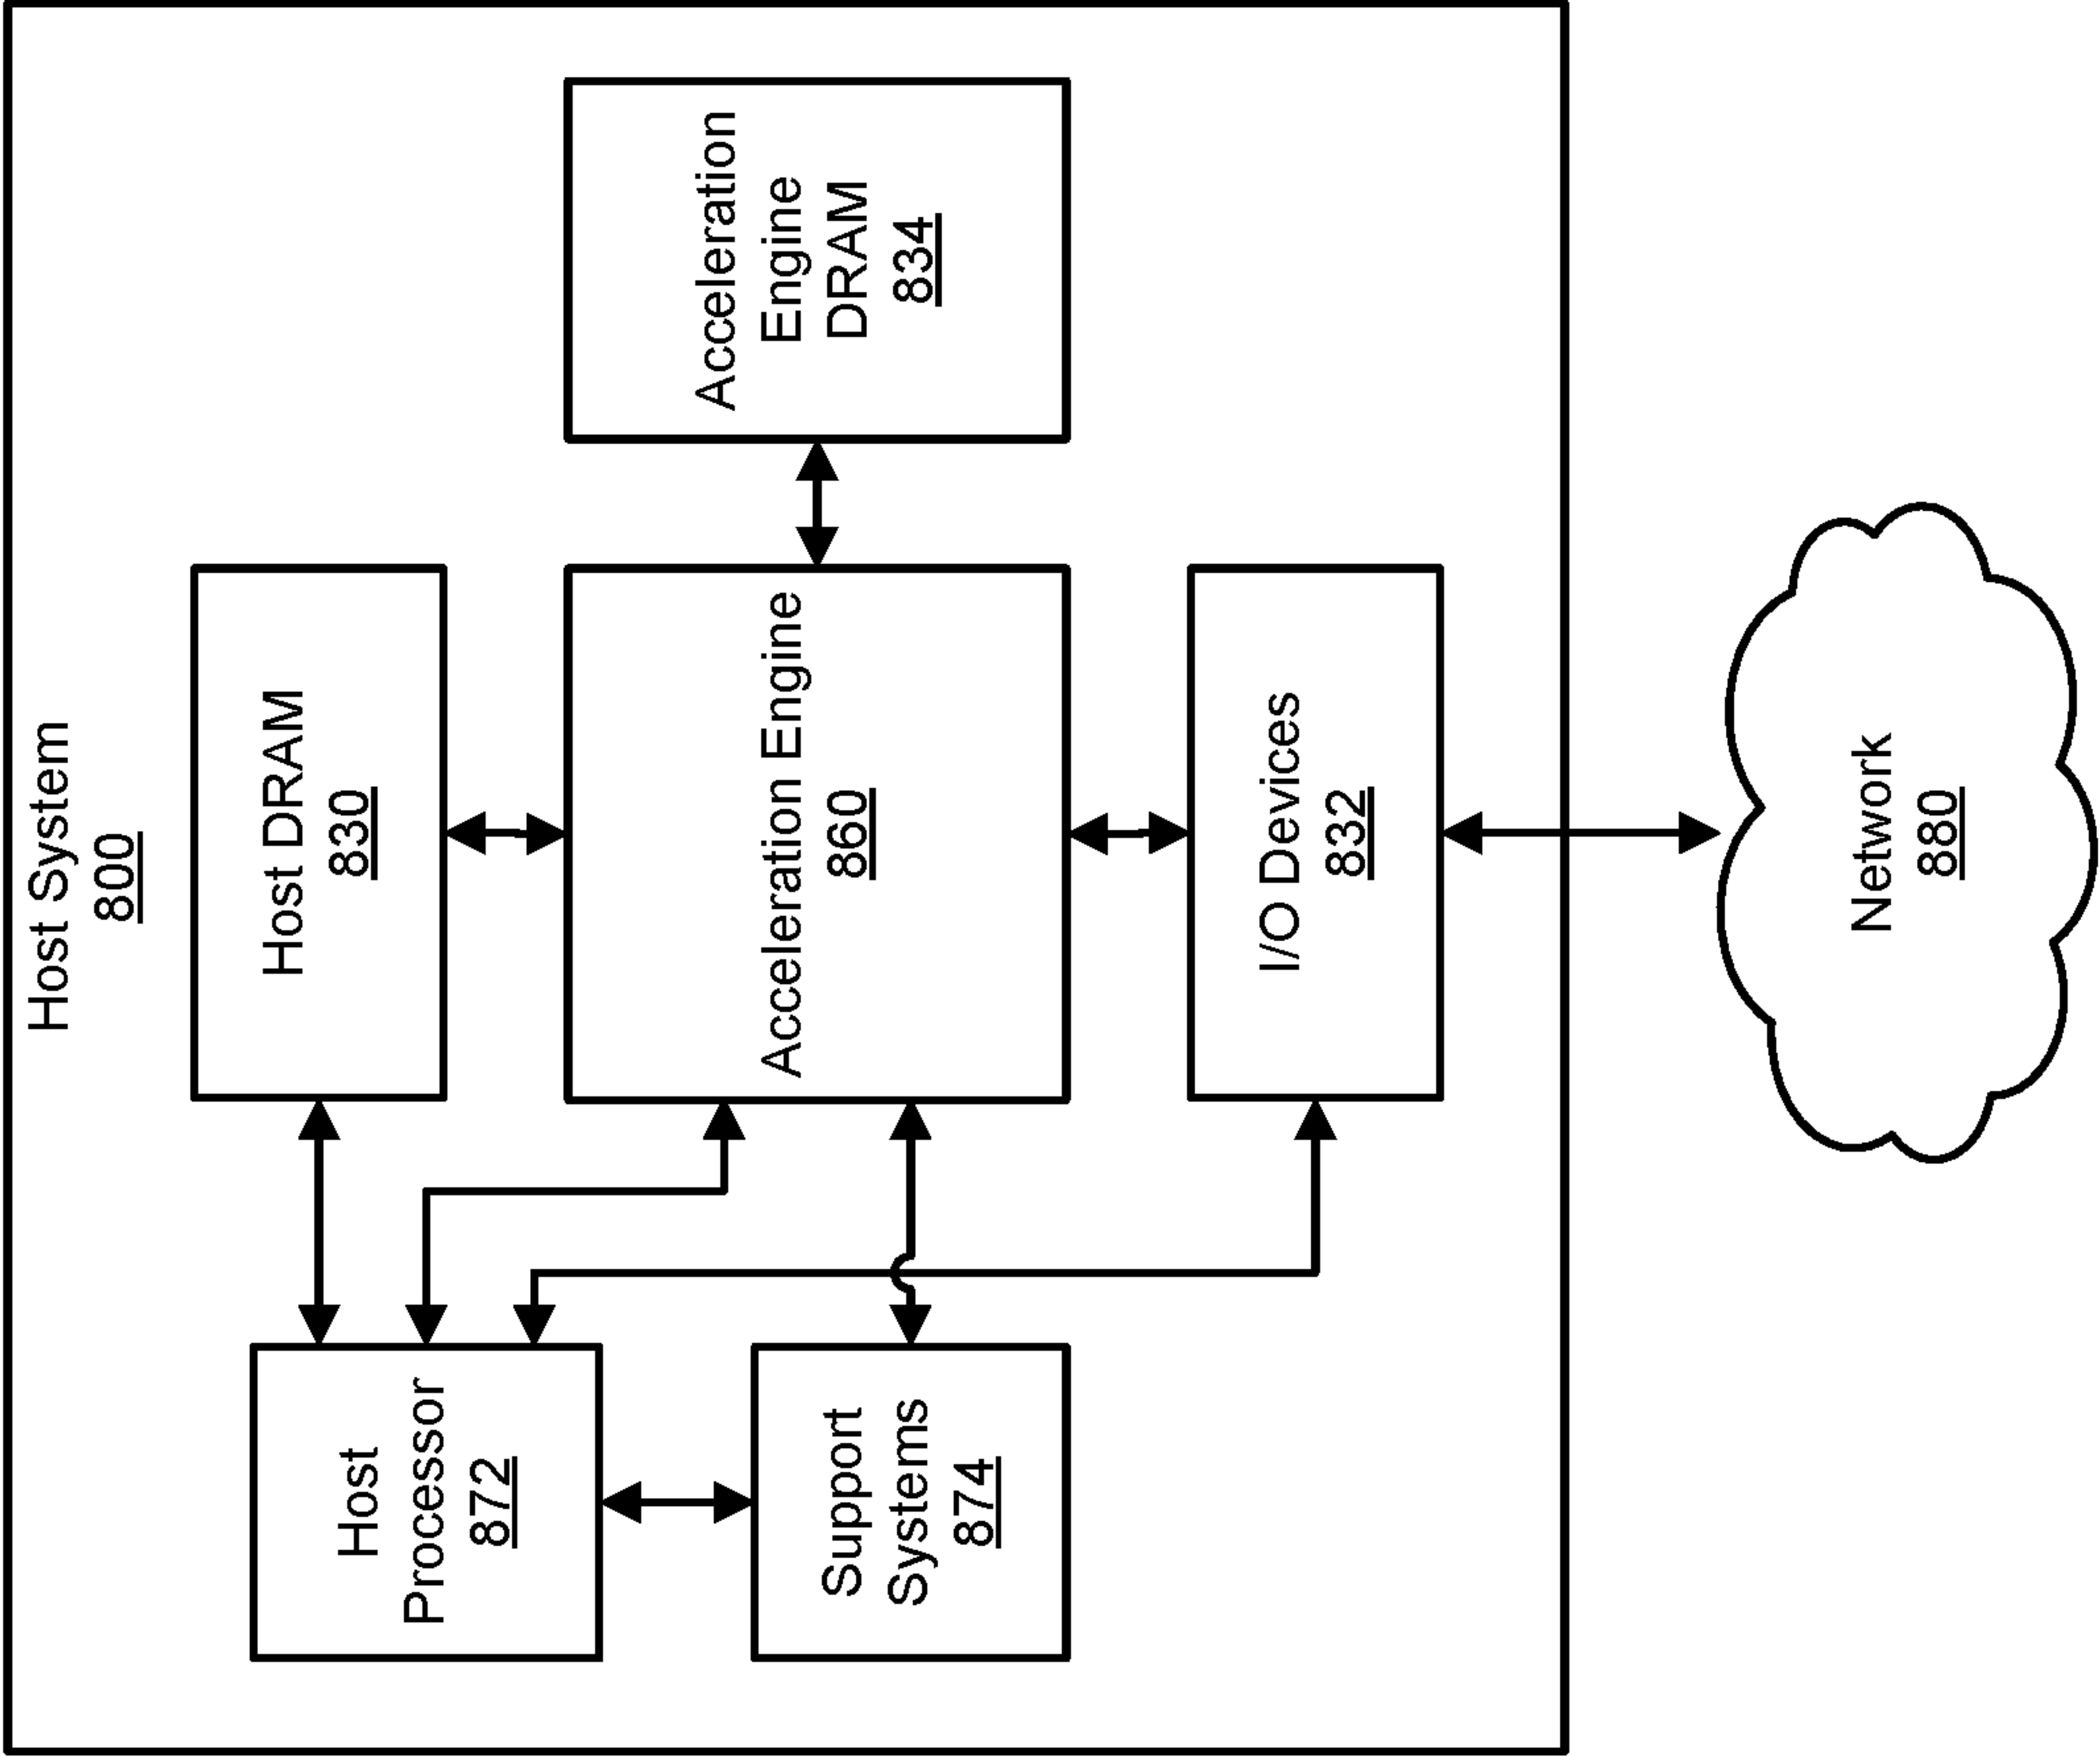 Host System
800
Host DRAM
830
Host
Processor
872
Acceleration Engine
860
Acceleration
Engine
DRAM
834
Support
Systems
874
I/O Devices
832
Network
880